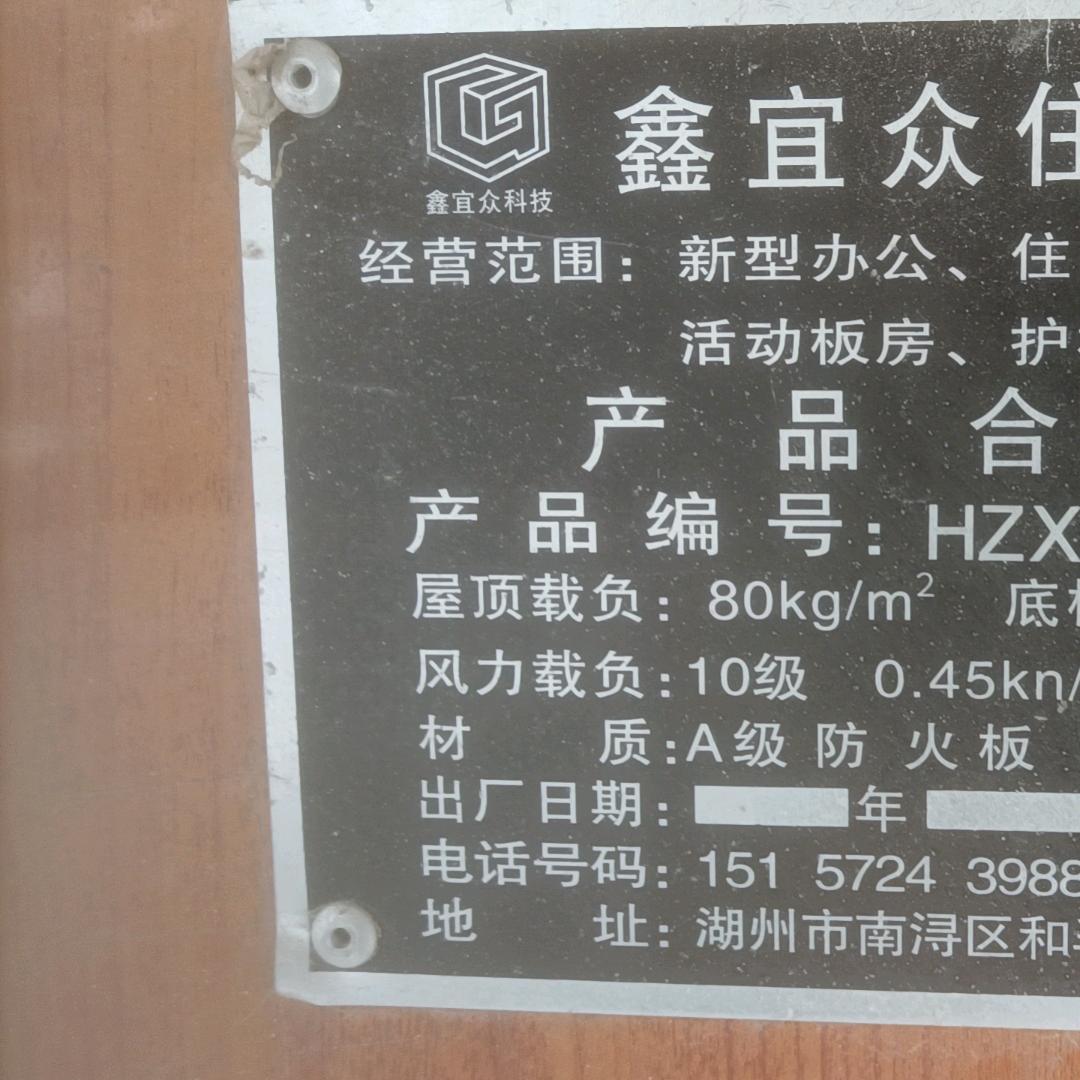 鑫宜众住
鑫宜众科技
经营范围：新型办公、住
活动板房、护
产品合
产品编号：HZX
屋顶载负：80kg/m² 底
风力载负：10级 0.45kn/
材质：A级防火板
出厂日期： 年
电话号码：151 5724 3988
地址：湖州市南浔区和